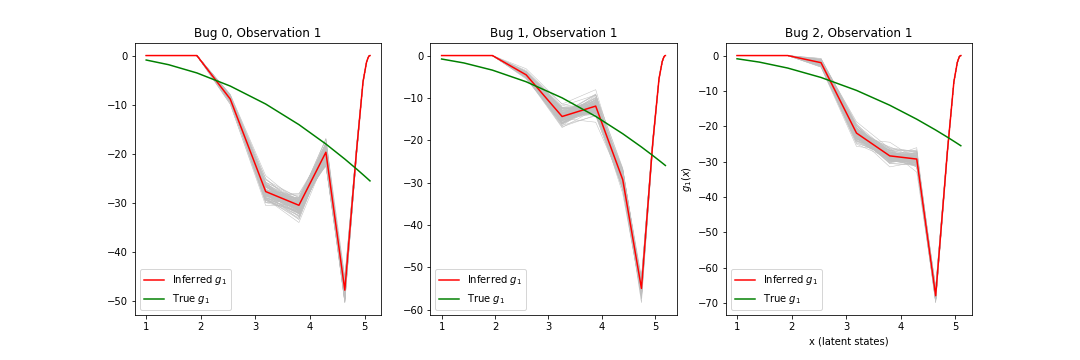 Bug 0, Observation 1
0
−10
−20
−30
−40
−50
1 2 3 4 5
Inferred g₁
True g₁
Bug 1, Observation 1
0
−10
−20
−30
−40
−50
−60
1 2 3 4 5
Inferred g₁
True g₁
Bug 2, Observation 1
g₁(x)
0
−10
−20
−30
−40
−50
−60
−70
1 2 3 4 5
x (latent states)
Inferred g₁
True g₁